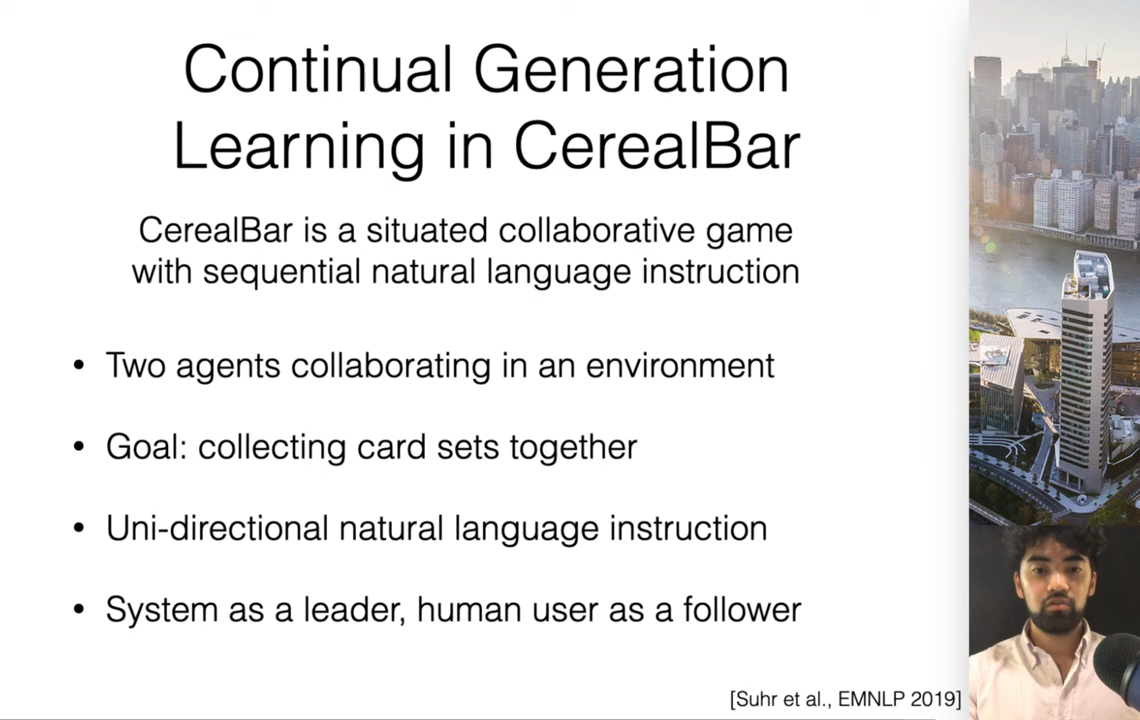 Continual Generation
Learning in CerealBar
CerealBar is a situated collaborative game
with sequential natural language instruction
• Two agents collaborating in an environment
• Goal: collecting card sets together
• Uni-directional natural language instruction
• System as a leader, human user as a follower
[Suhr et al., EMNLP 2019]